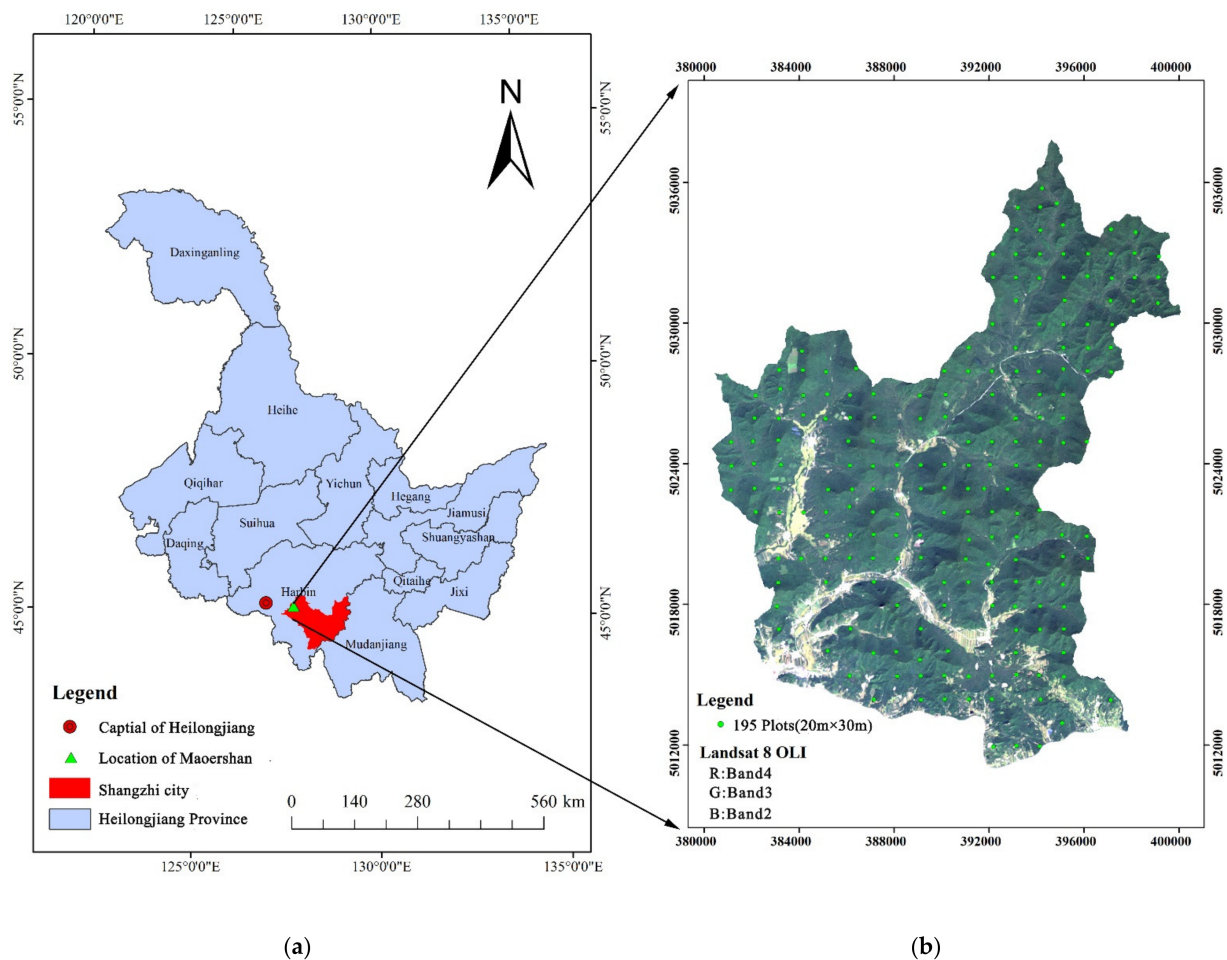 120°0'0"E 125°0'0"E 130°0'0"E 135°0'0"E
55°0'0"N
50°0'0"N
45°0'0"N
55°0'0"N
50°0'0"N
45°0'0"N
N
Daxinganling
Heihe
Qiqihar
Yichun
Hegang
Jiamusi
Suihua
Shuangyashan
Daqing
Qitaihe
Jixi
Harbin
Mudanjiang
Legend
Captial of Heilongjiang
Location of Maoershan
Shangzhi city
Heilongjiang Province
0 140 280 560 km
125°0'0"E 130°0'0"E 135°0'0"E
(a)
380000 384000 388000 392000 396000 400000
5036000
5030000
5024000
5018000
5012000
5036000
5030000
5024000
5018000
5012000
Legend
195 Plots(20m×30m)
Landsat 8 OLI
R:Band4
G:Band3
B:Band2
380000 384000 388000 392000 396000 400000
(b)